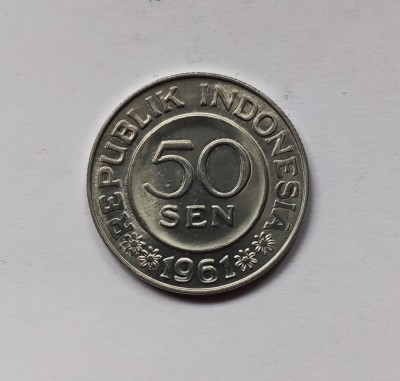 REPUBLIK INDONESIA
50
SEN
1961